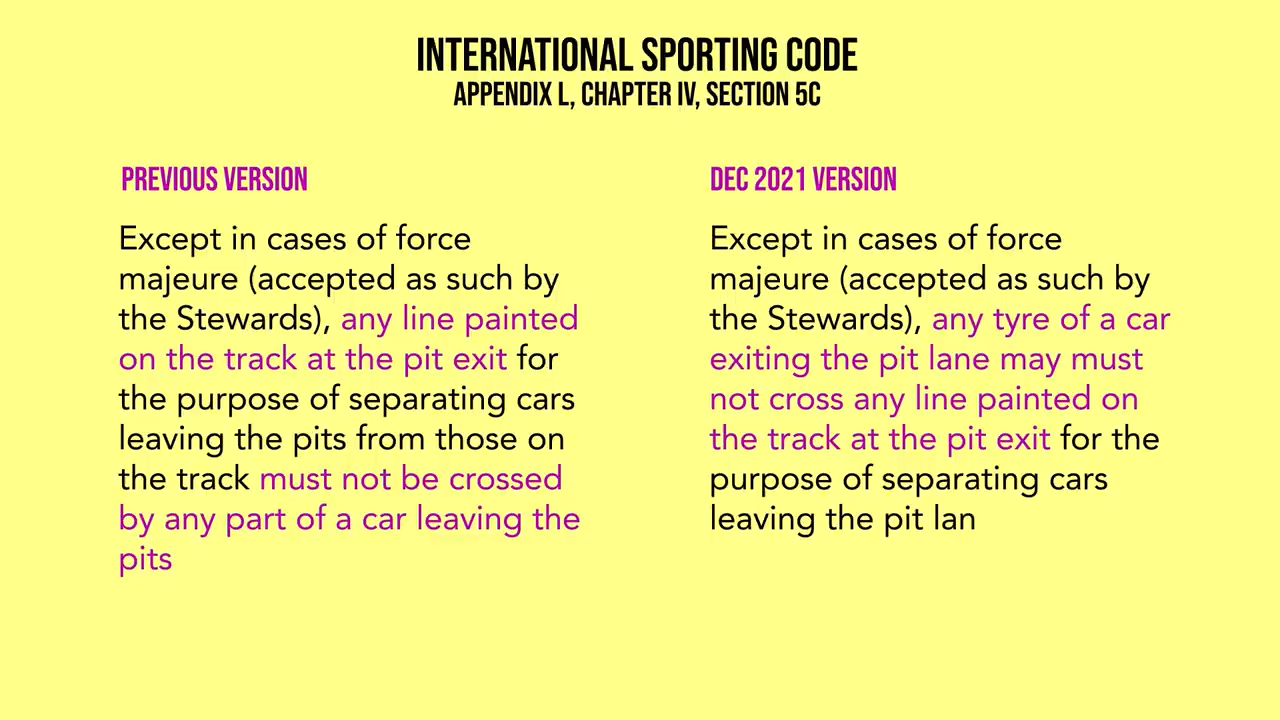 INTERNATIONAL SPORTING CODE
APPENDIX L, CHAPTER IV, SECTION 5C
PREVIOUS VERSION
Except in cases of force
majeure (accepted as such by
the Stewards), any line painted
on the track at the pit exit for
the purpose of separating cars
leaving the pits from those on
the track must not be crossed
by any part of a car leaving the
pits
DEC 2021 VERSION
Except in cases of force
majeure (accepted as such by
the Stewards), any tyre of a car
exiting the pit lane may must
not cross any line painted on
the track at the pit exit for the
purpose of separating cars
leaving the pit lan